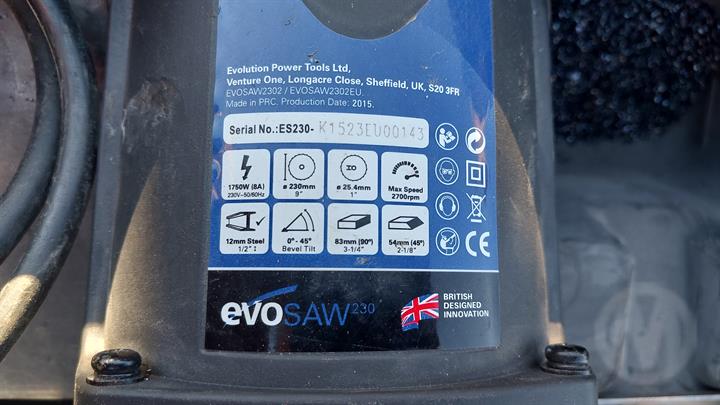 Evolution Power Tools Ltd,
Venture One, Longacre Close, Sheffield, UK, S20 3FR
EVOSAW2302 / EVOSAW2302EU.
Made in PRC. Production Date: 2015.
Serial No.:ES230- K1523EU00143
1750W (8A)
230V~50/60Hz
ø 230mm
9"
ø 25.4mm
1"
Max Speed
2700rpm
12mm Steel
1/2"
0° - 45°
Bevel Tilt
83mm (90°)
3-1/4"
54mm (45°)
2-1/8"
CE
evosaw230
BRITISH
DESIGNED
INNOVATION